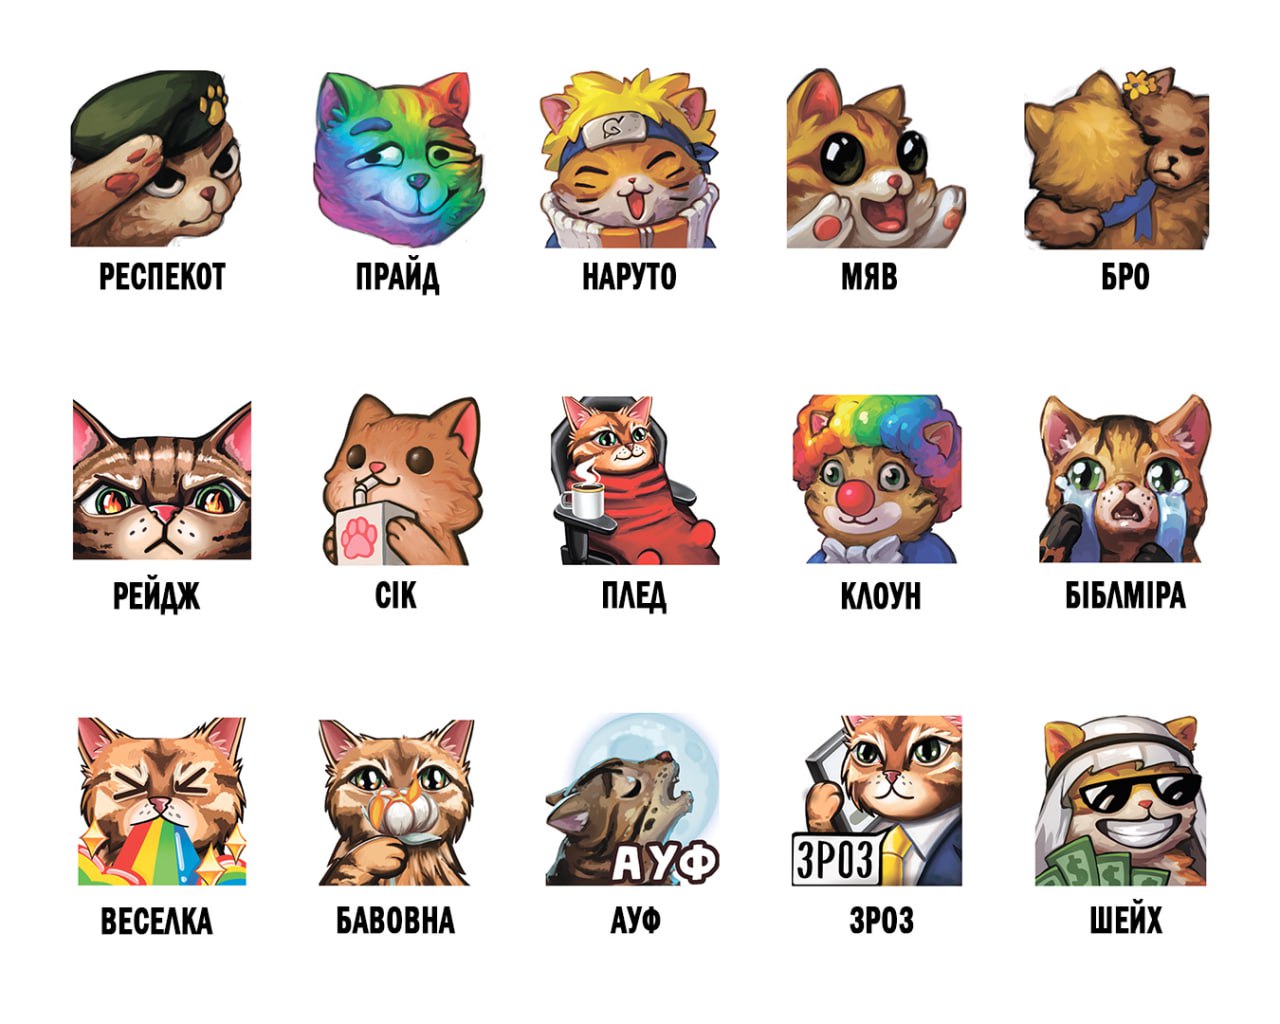 РЕСПЕКОТ
ПРАЙД
НАРУТО
МЯВ
БРО
РЕЙДЖ
СІК
ПЛЕД
КЛОУН
БІБЛМІРА
АУФ
ЗРОЗ
ВЕСЕЛКА
БАВОВНА
АУФ
ЗРОЗ
ШЕЙХ